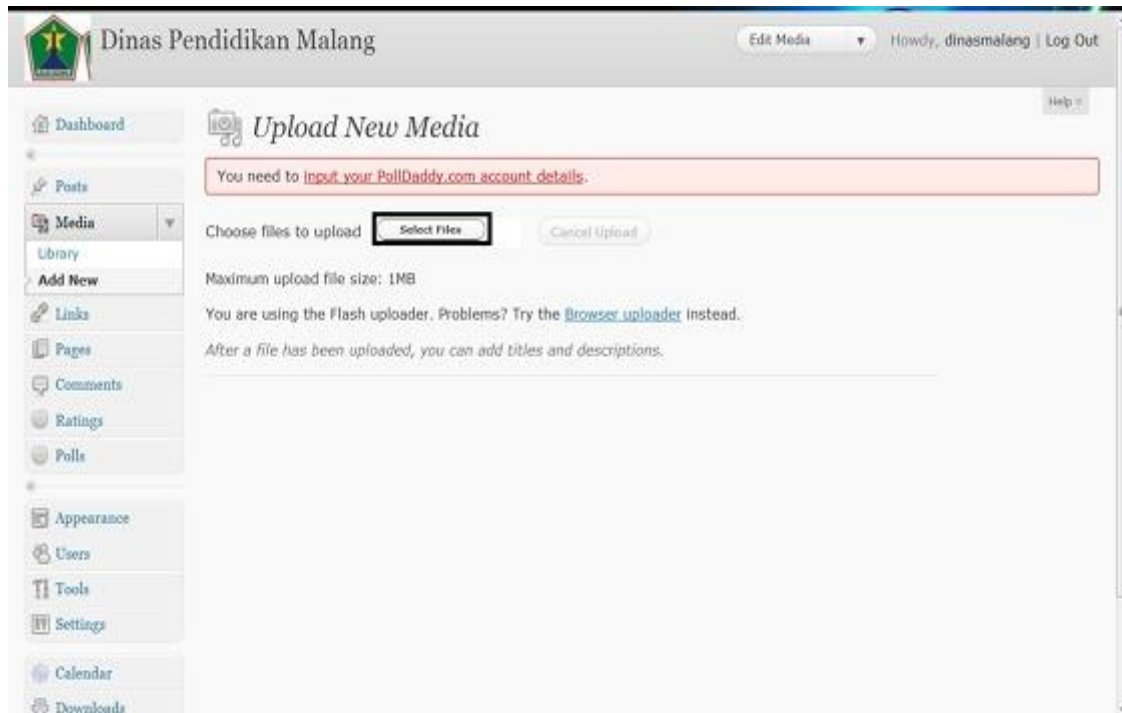 Dinas Pendidikan Malang
Edit Media
Howdy, dinasmalang | Log Out
Help
Dashboard
Posts
Media
Library
Add New
Links
Pages
Comments
Ratings
Polls
Appearance
Users
Tools
Settings
Calendar
Downloads
Upload New Media
You need to input your PollDaddy.com account details.
Choose files to upload Select Files Cancel Upload
Maximum upload file size: 1MB
You are using the Flash uploader. Problems? Try the Browser uploader instead.
After a file has been uploaded, you can add titles and descriptions.